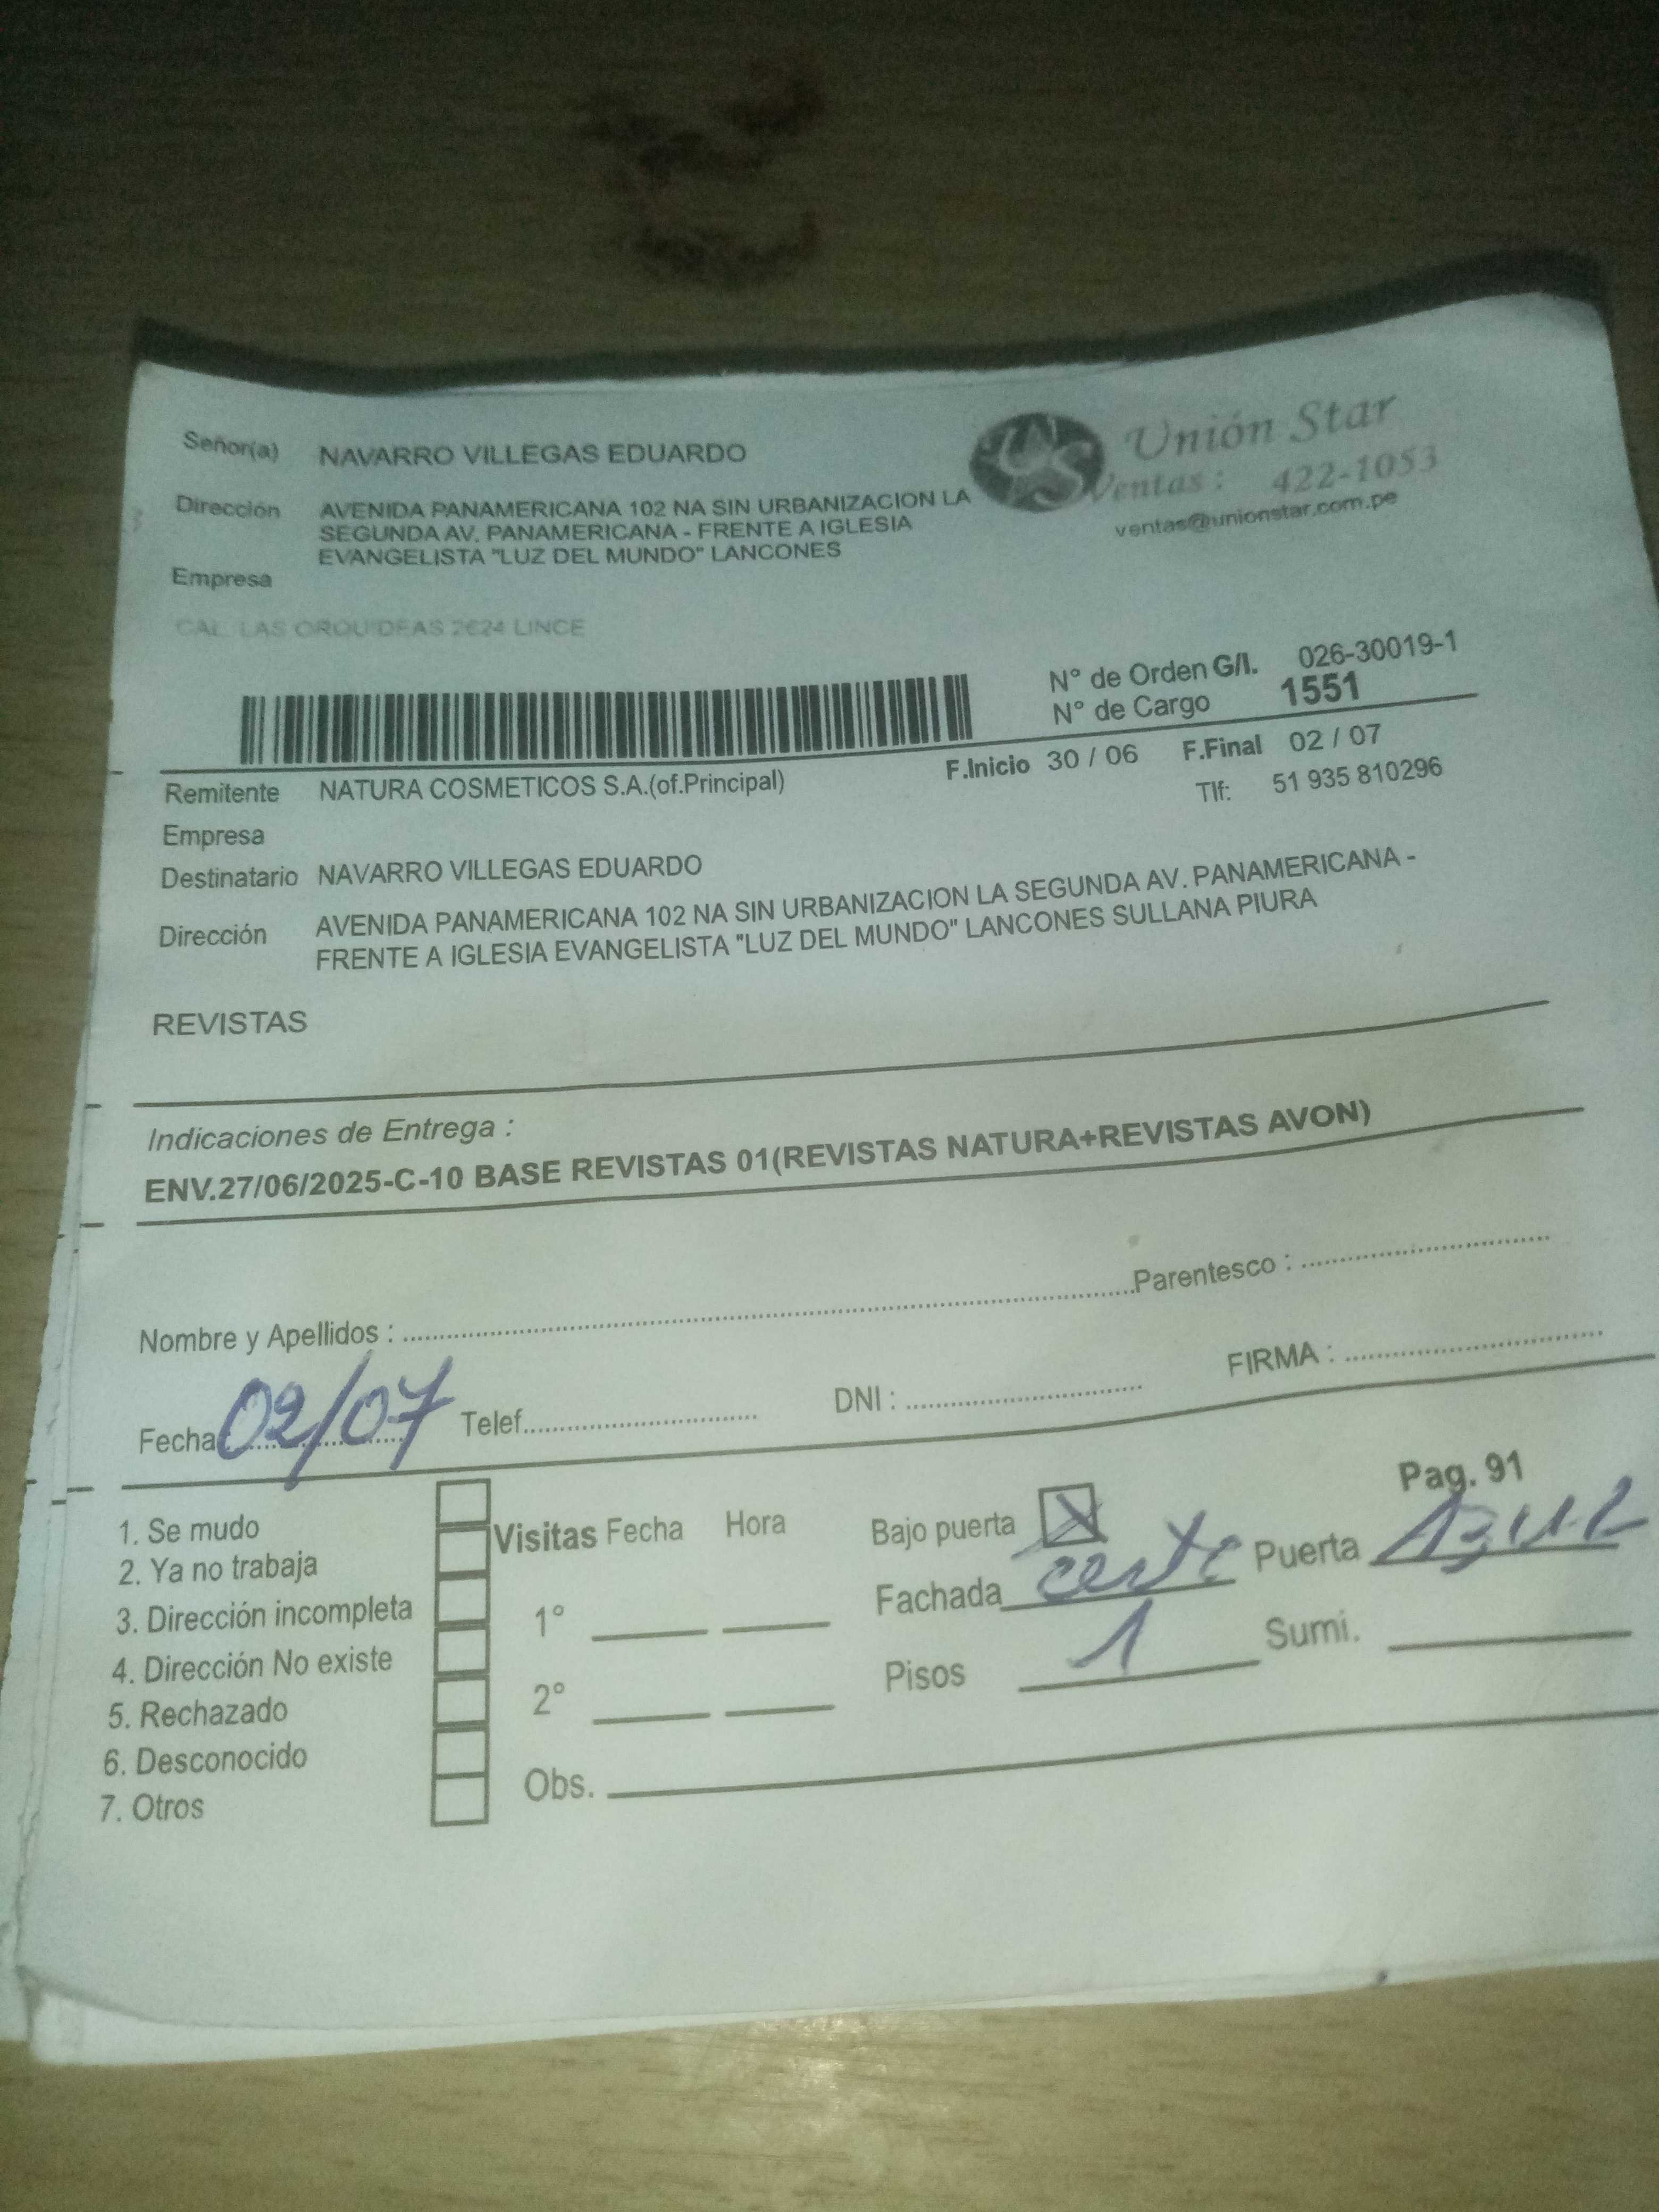 Señor(a) NAVARRO VILLEGAS EDUARDO
Unión Star
Ventas : 422-1053
ventas@unionstar.com.pe
Dirección AVENIDA PANAMERICANA 102 NA SIN URBANIZACION LA
SEGUNDA AV. PANAMERICANA - FRENTE A IGLESIA
EVANGELISTA "LUZ DEL MUNDO" LANCONES
Empresa
CAL. LAS ORQUIDEAS 2624 LINCE
N° de Orden G/I. 026-30019-1
N° de Cargo 1551
F.Inicio 30 / 06 F.Final 02 / 07
Remitente NATURA COSMETICOS S.A.(of.Principal)
Tlf: 51 935 810296
Empresa
Destinatario NAVARRO VILLEGAS EDUARDO
Dirección AVENIDA PANAMERICANA 102 NA SIN URBANIZACION LA SEGUNDA AV. PANAMERICANA -
FRENTE A IGLESIA EVANGELISTA "LUZ DEL MUNDO" LANCONES SULLANA PIURA
REVISTAS
Indicaciones de Entrega :
ENV.27/06/2025-C-10 BASE REVISTAS 01(REVISTAS NATURA+REVISTAS AVON)
Nombre y Apellidos : Parentesco :
Fecha 02/07 Telef. DNI : FIRMA :
Pag. 91
1. Se mudo
2. Ya no trabaja
3. Dirección incompleta
4. Dirección No existe
5. Rechazado
6. Desconocido
7. Otros
Visitas Fecha Hora
1°
2°
Obs.
Bajo puerta X
Fachada Puerta Azul
Pisos 1 Sumi.